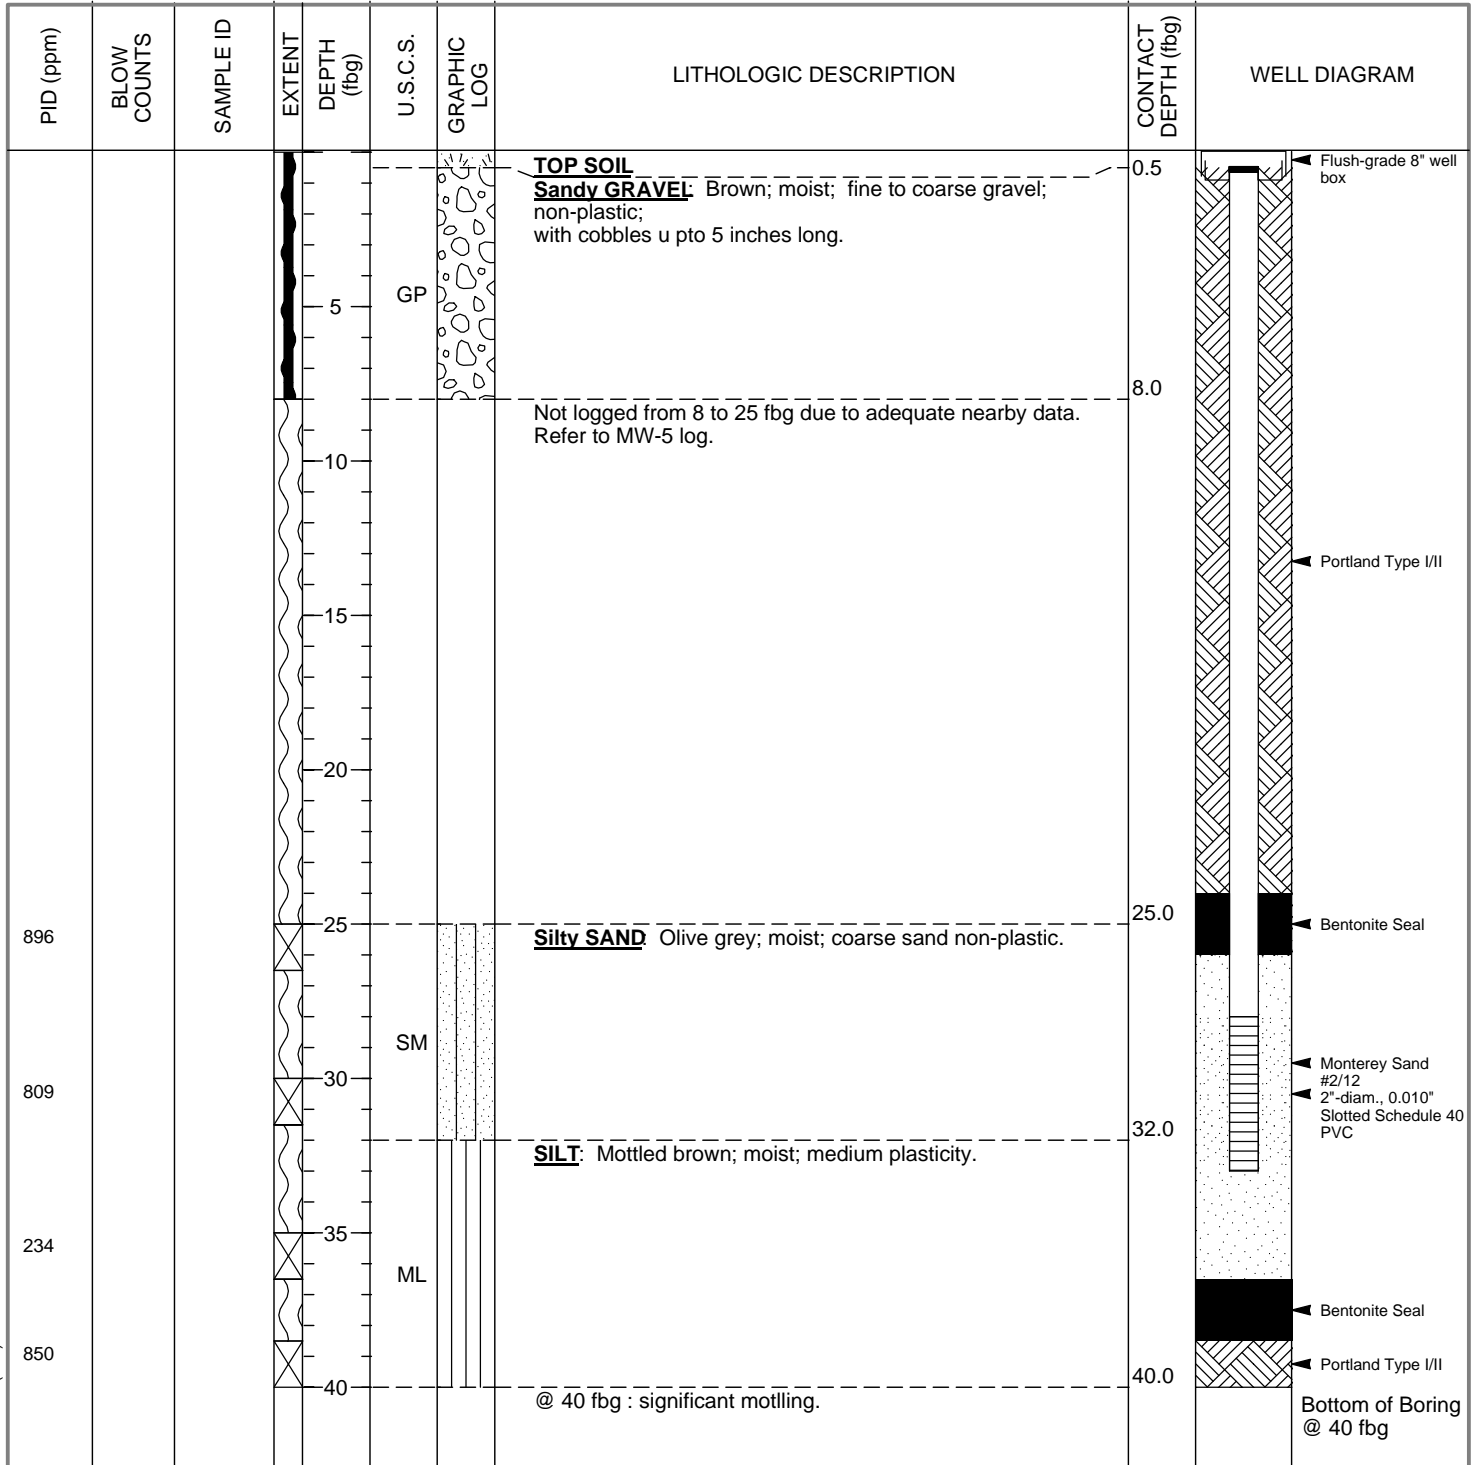 PID (ppm)
BLOW
COUNTS
SAMPLE ID
EXTENT
DEPTH
(fbg)
U.S.C.S.
GRAPHIC
LOG
LITHOLOGIC DESCRIPTION
CONTACT
DEPTH (fbg)
WELL DIAGRAM
TOP SOIL
0.5
Flush-grade 8" well
box
Sandy GRAVEL: Brown; moist; fine to coarse gravel;
non-plastic;
with cobbles u pto 5 inches long.
GP
5
8.0
Not logged from 8 to 25 fbg due to adequate nearby data.
Refer to MW-5 log.
10
Portland Type I/II
15
20
25.0
25
Bentonite Seal
896
Silty SAND: Olive grey; moist; coarse sand non-plastic.
SM
30
Monterey Sand
#2/12
809
2"-diam., 0.010"
Slotted Schedule 40
PVC
32.0
SILT: Mottled brown; moist; medium plasticity.
35
234
ML
Bentonite Seal
850
Portland Type I/II
40.0
40
@ 40 fbg : significant motlling.
Bottom of Boring
@ 40 fbg